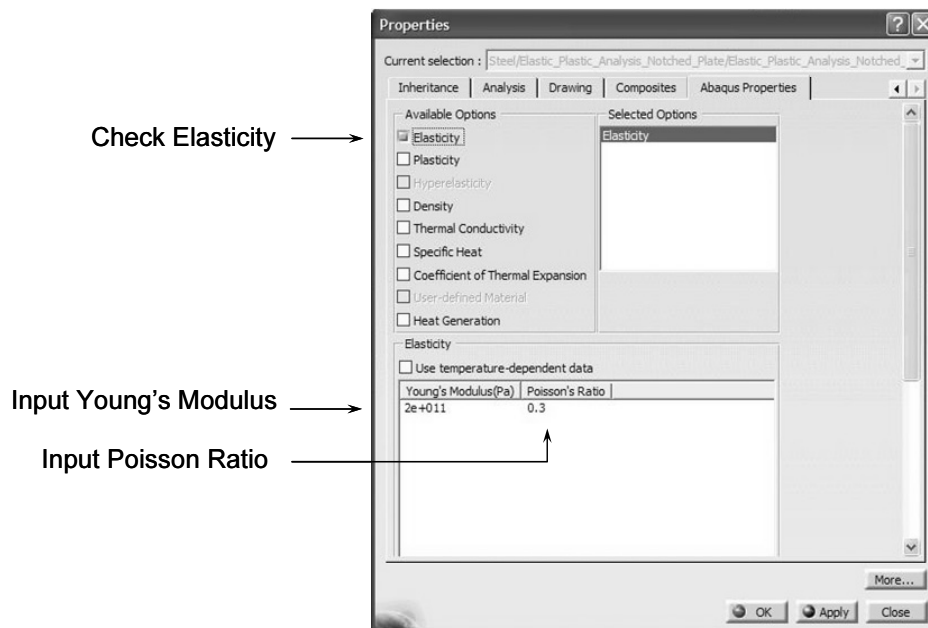 Properties
Current selection : Steel/Elastic_Plastic_Analysis_Notched_Plate/Elastic_Plastic_Analysis_Notched_
Inheritance Analysis Drawing Composites Abaqus Properties
Available Options
Selected Options
Check Elasticity
Elasticity
Elasticity
Plasticity
Hyperelasticity
Density
Thermal Conductivity
Specific Heat
Coefficient of Thermal Expansion
User-defined Material
Heat Generation
Elasticity
Use temperature-dependent data
Young's Modulus(Pa) Poisson's Ratio
Input Young's Modulus
2e+011 0.3
Input Poisson Ratio
More...
OK Apply Close